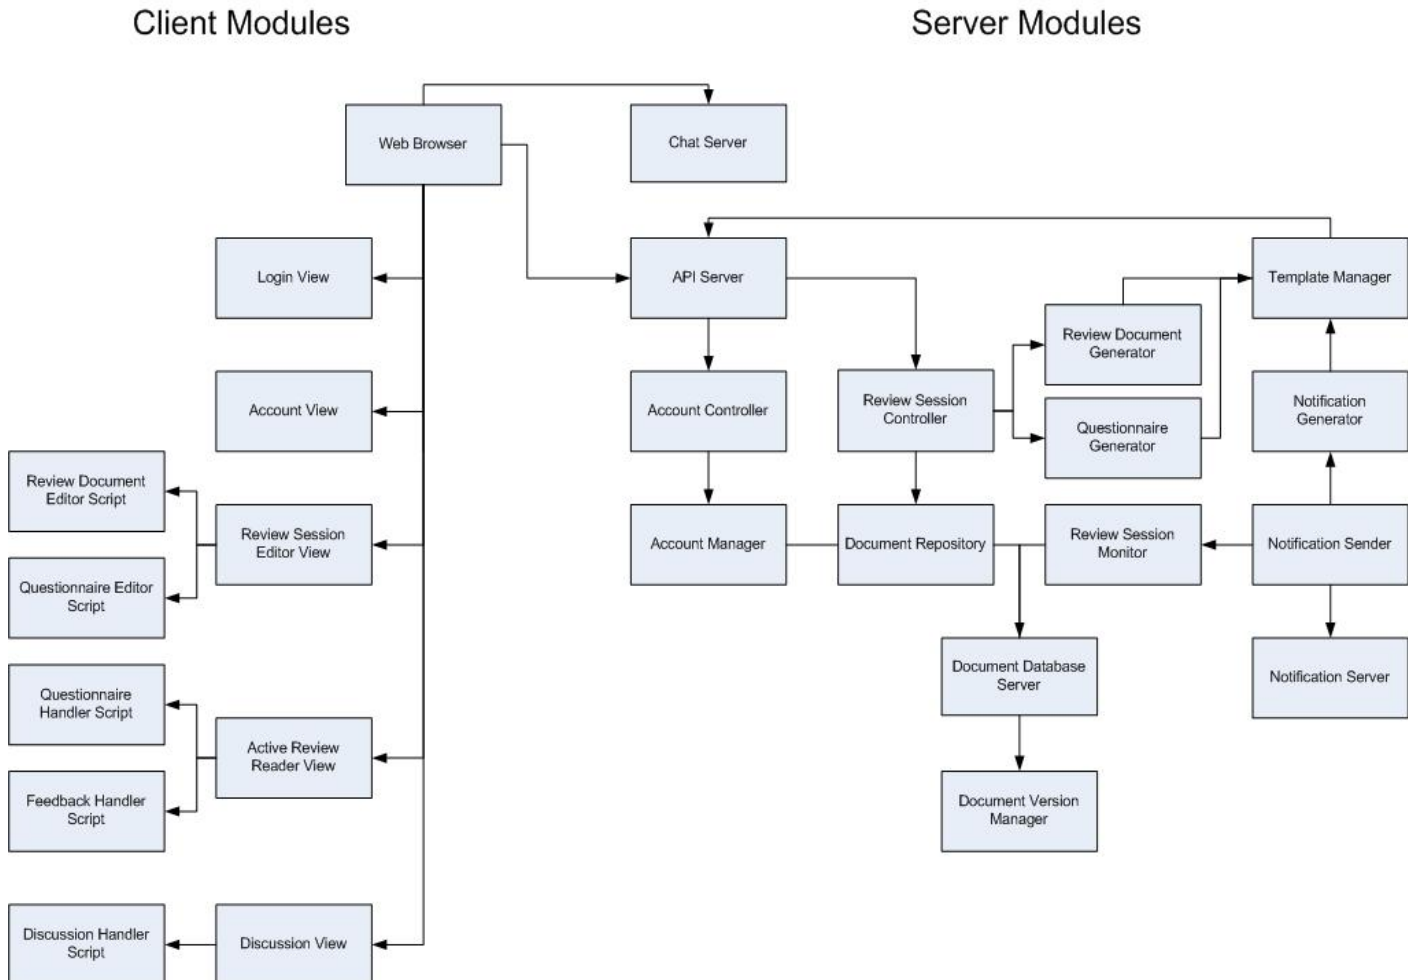 Client Modules
Server Modules
Web Browser
Chat Server
Login View
API Server
Template Manager
Review Document
Generator
Account View
Account Controller
Review Session
Controller
Questionnaire
Generator
Notification
Generator
Review Document
Editor Script
Review Session
Editor View
Questionnaire Editor
Script
Account Manager
Document Repository
Review Session
Monitor
Notification Sender
Questionnaire
Handler Script
Active Review
Reader View
Feedback Handler
Script
Document Database
Server
Notification Server
Document Version
Manager
Discussion Handler
Script
Discussion View